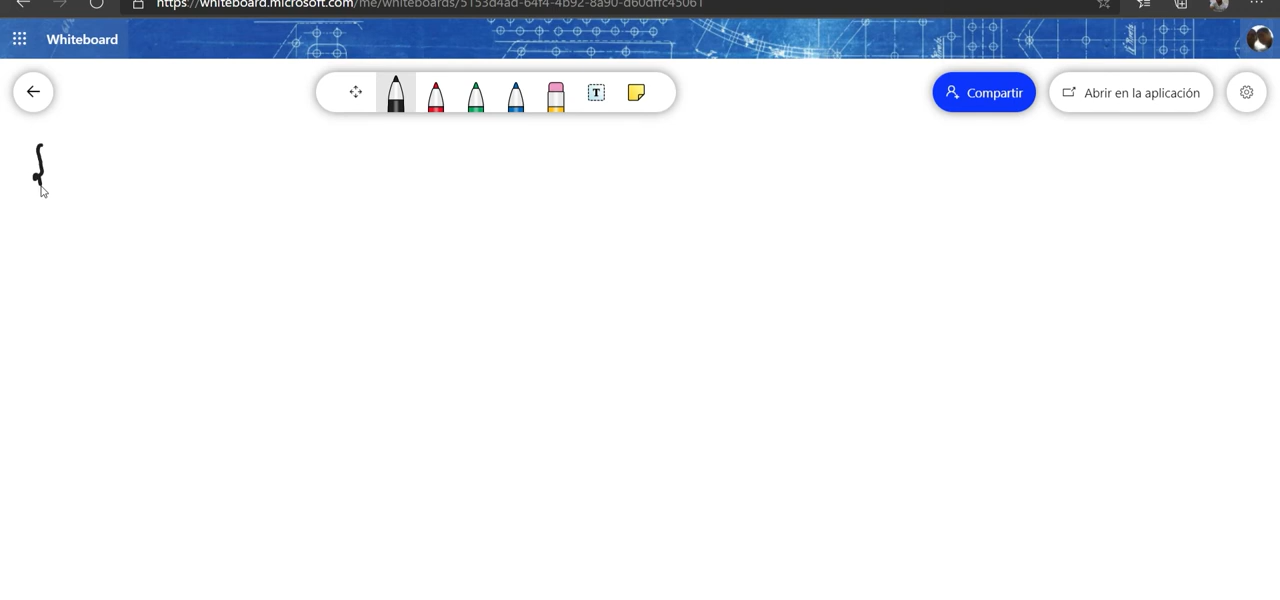 https://whiteboard.microsoft.com/me/whiteboards/5153d4ad-64f4-4b92-8a90-d60dffc45061
Whiteboard
T
Compartir
Abrir en la aplicación